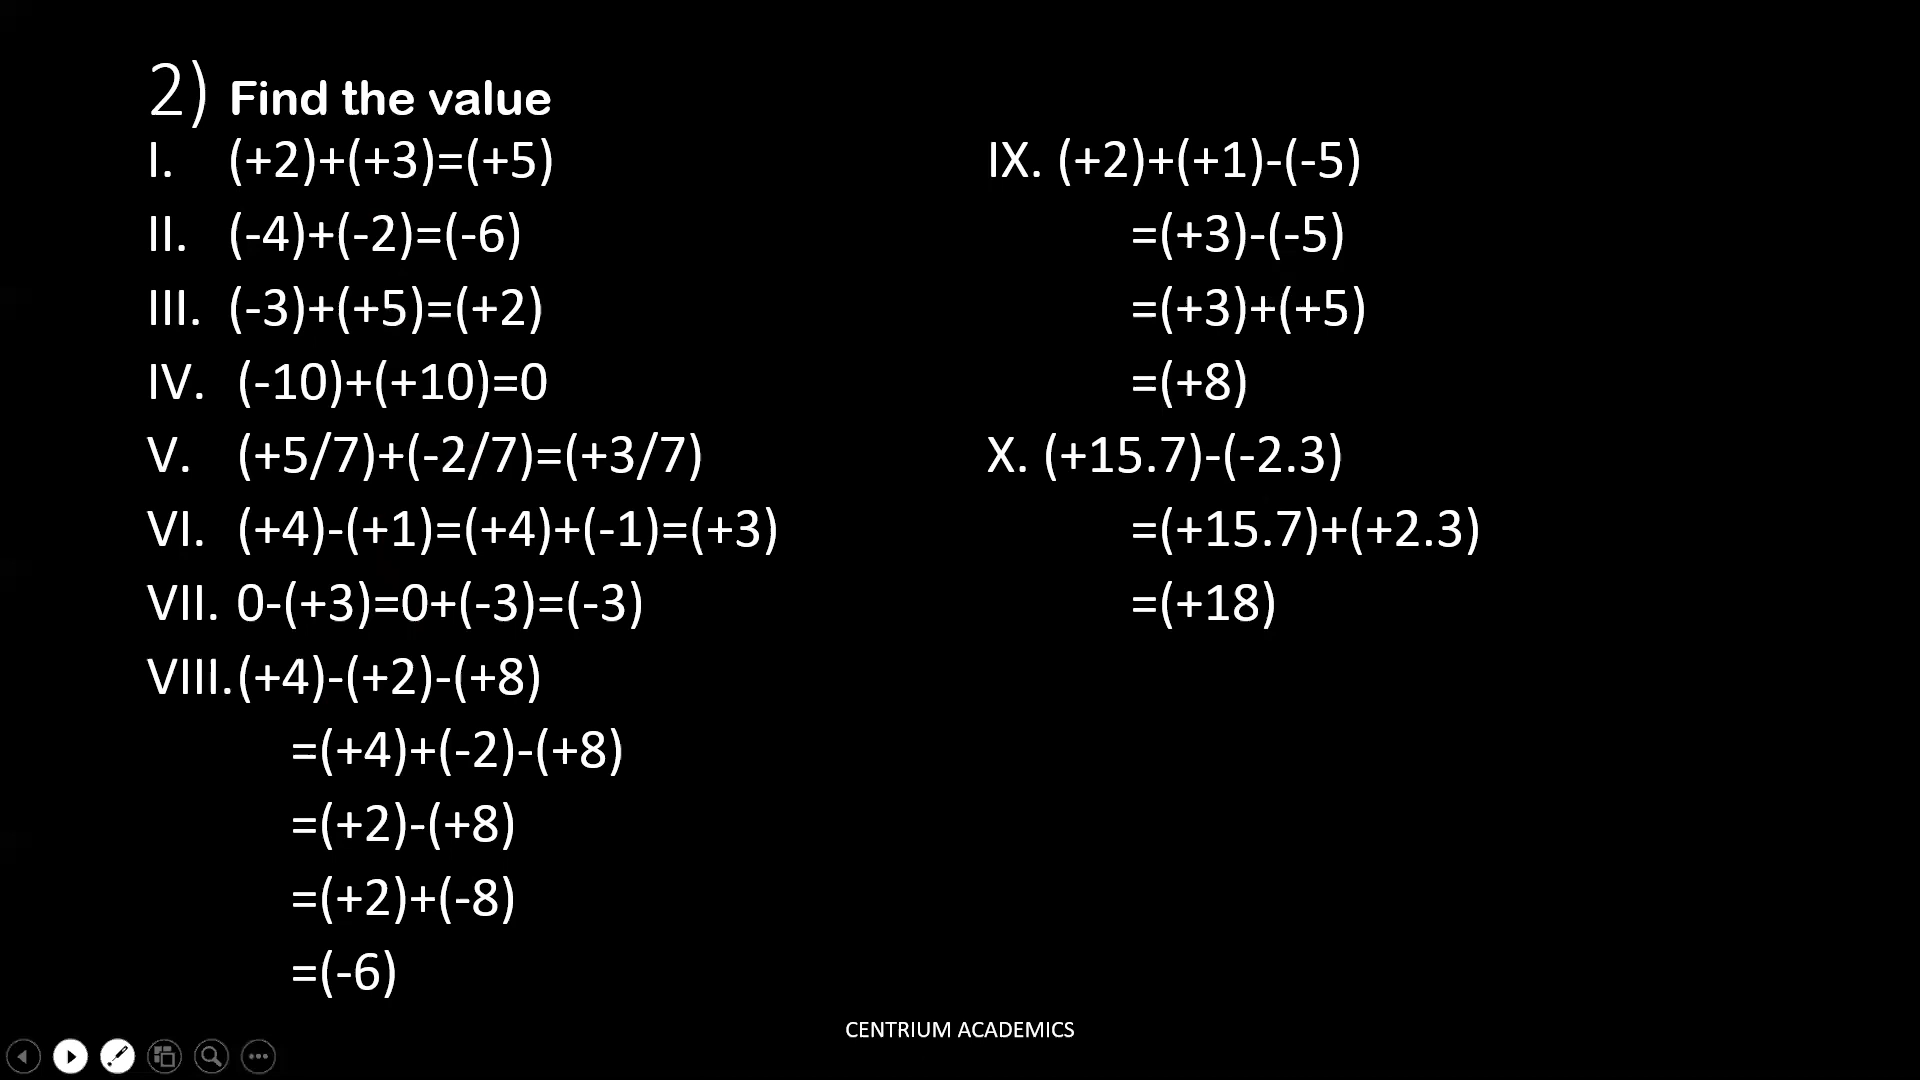 2) Find the value
I. (+2)+(+3)=(+5)
II. (-4)+(-2)=(-6)
III. (-3)+(+5)=(+2)
IV. (-10)+(+10)=0
V. (+5/7)+(-2/7)=(+3/7)
VI. (+4)-(+1)=(+4)+(-1)=(+3)
VII. 0-(+3)=0+(-3)=(-3)
VIII.(+4)-(+2)-(+8)
=(+4)+(-2)-(+8)
=(+2)-(+8)
=(+2)+(-8)
=(-6)
IX. (+2)+(+1)-(-5)
=(+3)-(-5)
=(+3)+(+5)
=(+8)
X. (+15.7)-(-2.3)
=(+15.7)+(+2.3)
=(+18)
CENTRIUM ACADEMICS